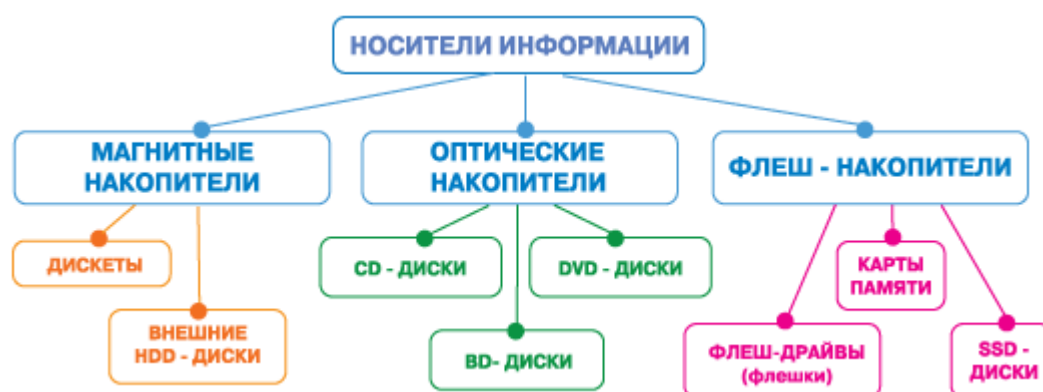 НОСИТЕЛИ ИНФОРМАЦИИ
МАГНИТНЫЕ
НАКОПИТЕЛИ
ОПТИЧЕСКИЕ
НАКОПИТЕЛИ
ФЛЕШ - НАКОПИТЕЛИ
ДИСКЕТЫ
ВНЕШНИЕ
HDD - ДИСКИ
CD - ДИСКИ
BD- ДИСКИ
DVD - ДИСКИ
ФЛЕШ-ДРАЙВЫ
(флешки)
КАРТЫ
ПАМЯТИ
SSD -
ДИСКИ